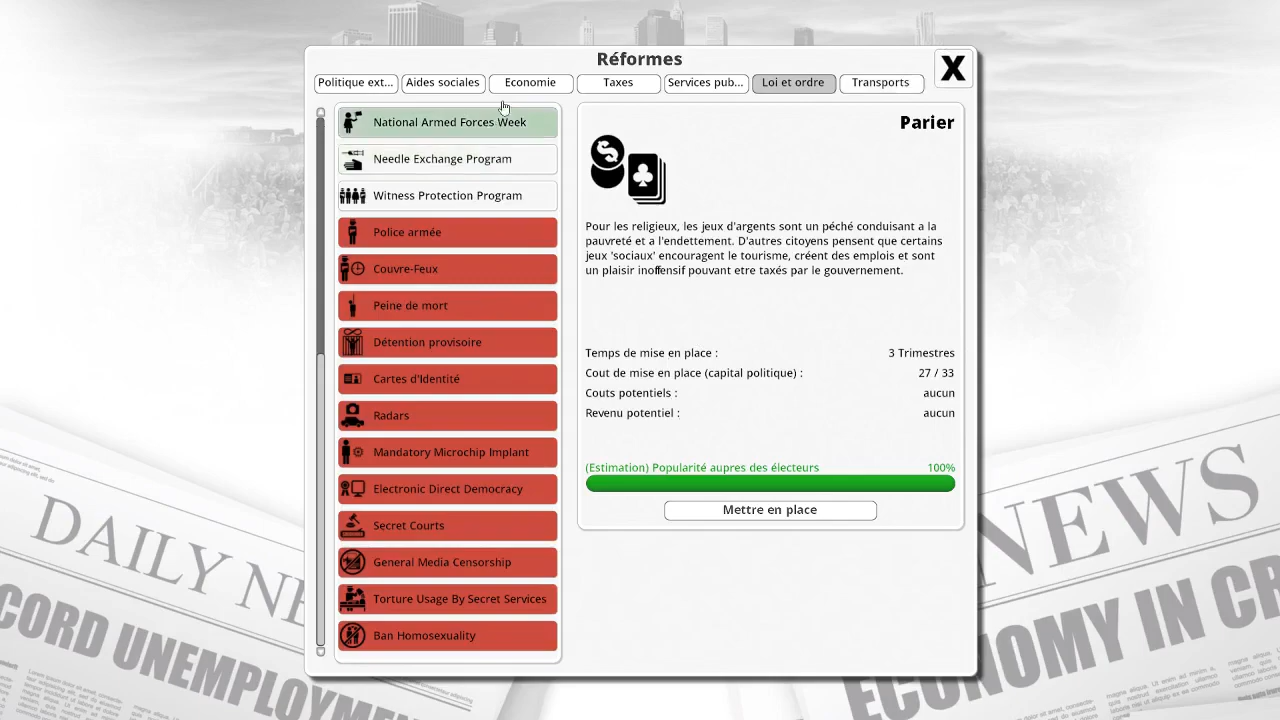 Réformes
X
Politique ext...
Aides sociales
Economie
Taxes
Services pub...
Loi et ordre
Transports
National Armed Forces Week
Needle Exchange Program
Witness Protection Program
Police armée
Couvre-Feux
Peine de mort
Détention provisoire
Cartes d'Identité
Radars
Mandatory Microchip Implant
Electronic Direct Democracy
Secret Courts
General Media Censorship
Torture Usage By Secret Services
Ban Homosexuality
Parier
Pour les religieux, les jeux d'argents sont un péché conduisant a la
pauvreté et a l'endettement. D'autres citoyens pensent que certains
jeux 'sociaux' encouragent le tourisme, créent des emplois et sont
un plaisir inoffensif pouvant etre taxés par le gouvernement.
Temps de mise en place : 3 Trimestres
Cout de mise en place (capital politique) : 27 / 33
Couts potentiels : aucun
Revenu potentiel : aucun
(Estimation) Popularité aupres des électeurs 100%
Mettre en place
DAILY NE
CORD UNEMPLOYM
NEWS
ECONOMY IN CR